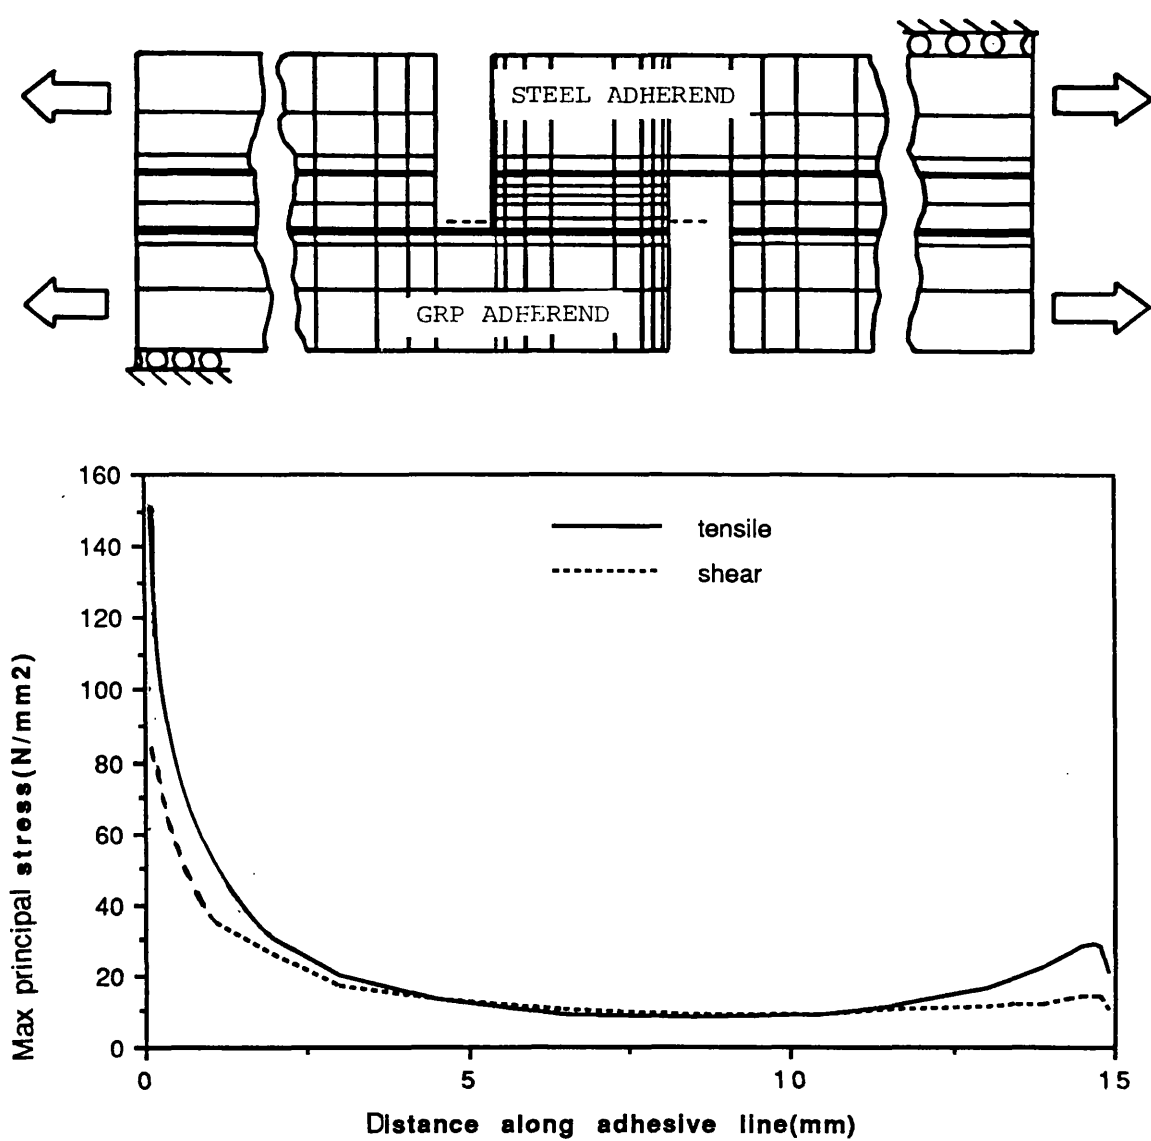 STEEL ADHEREND
GRP ADHEREND
160
140
120
100
80
60
40
20
0
tensile
shear
Max principal stress(N/mm2)
0
5
10
15
Distance along adhesive line(mm)